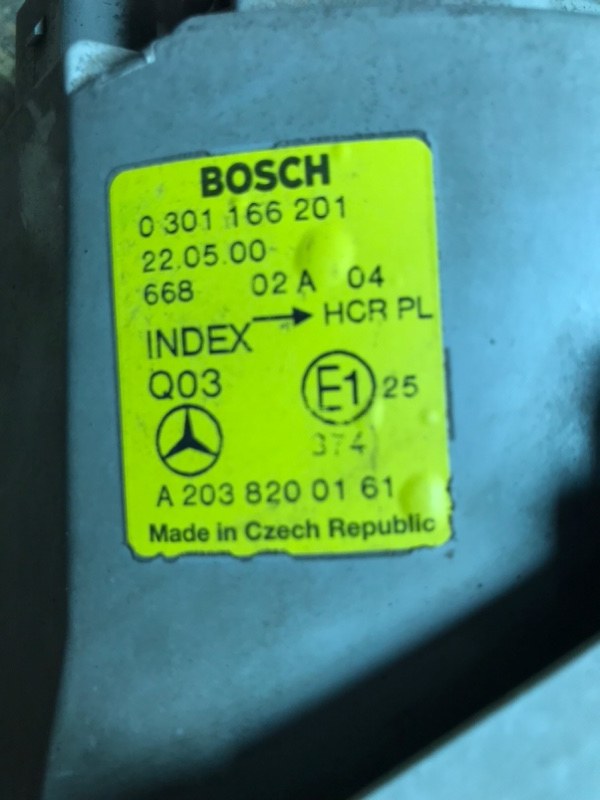 BOSCH
0 301 166 201
22.05.00
668 02 A 04
INDEX → HCR PL
Q03 E1 25
374
A 203 820 01 61
Made in Czech Republic